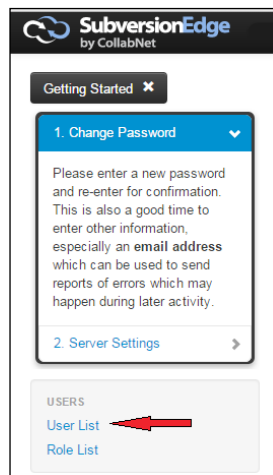 SubversionEdge
by CollabNet
Getting Started ✖
1. Change Password
Please enter a new password
and re-enter for confirmation.
This is also a good time to
enter other information,
especially an email address
which can be used to send
reports of errors which may
happen during later activity.
2. Server Settings
USERS
User List
Role List